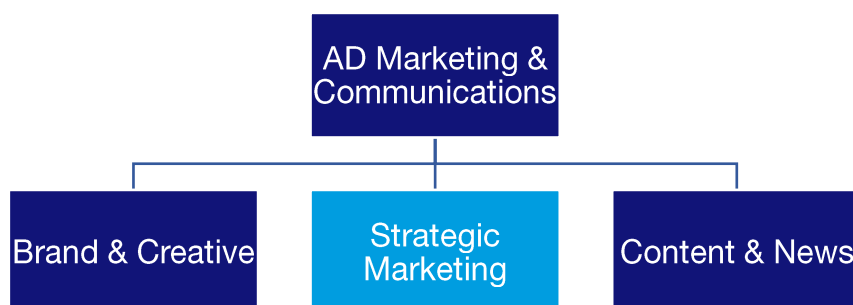 AD Marketing &
Communications
Brand & Creative
Strategic
Marketing
Content & News